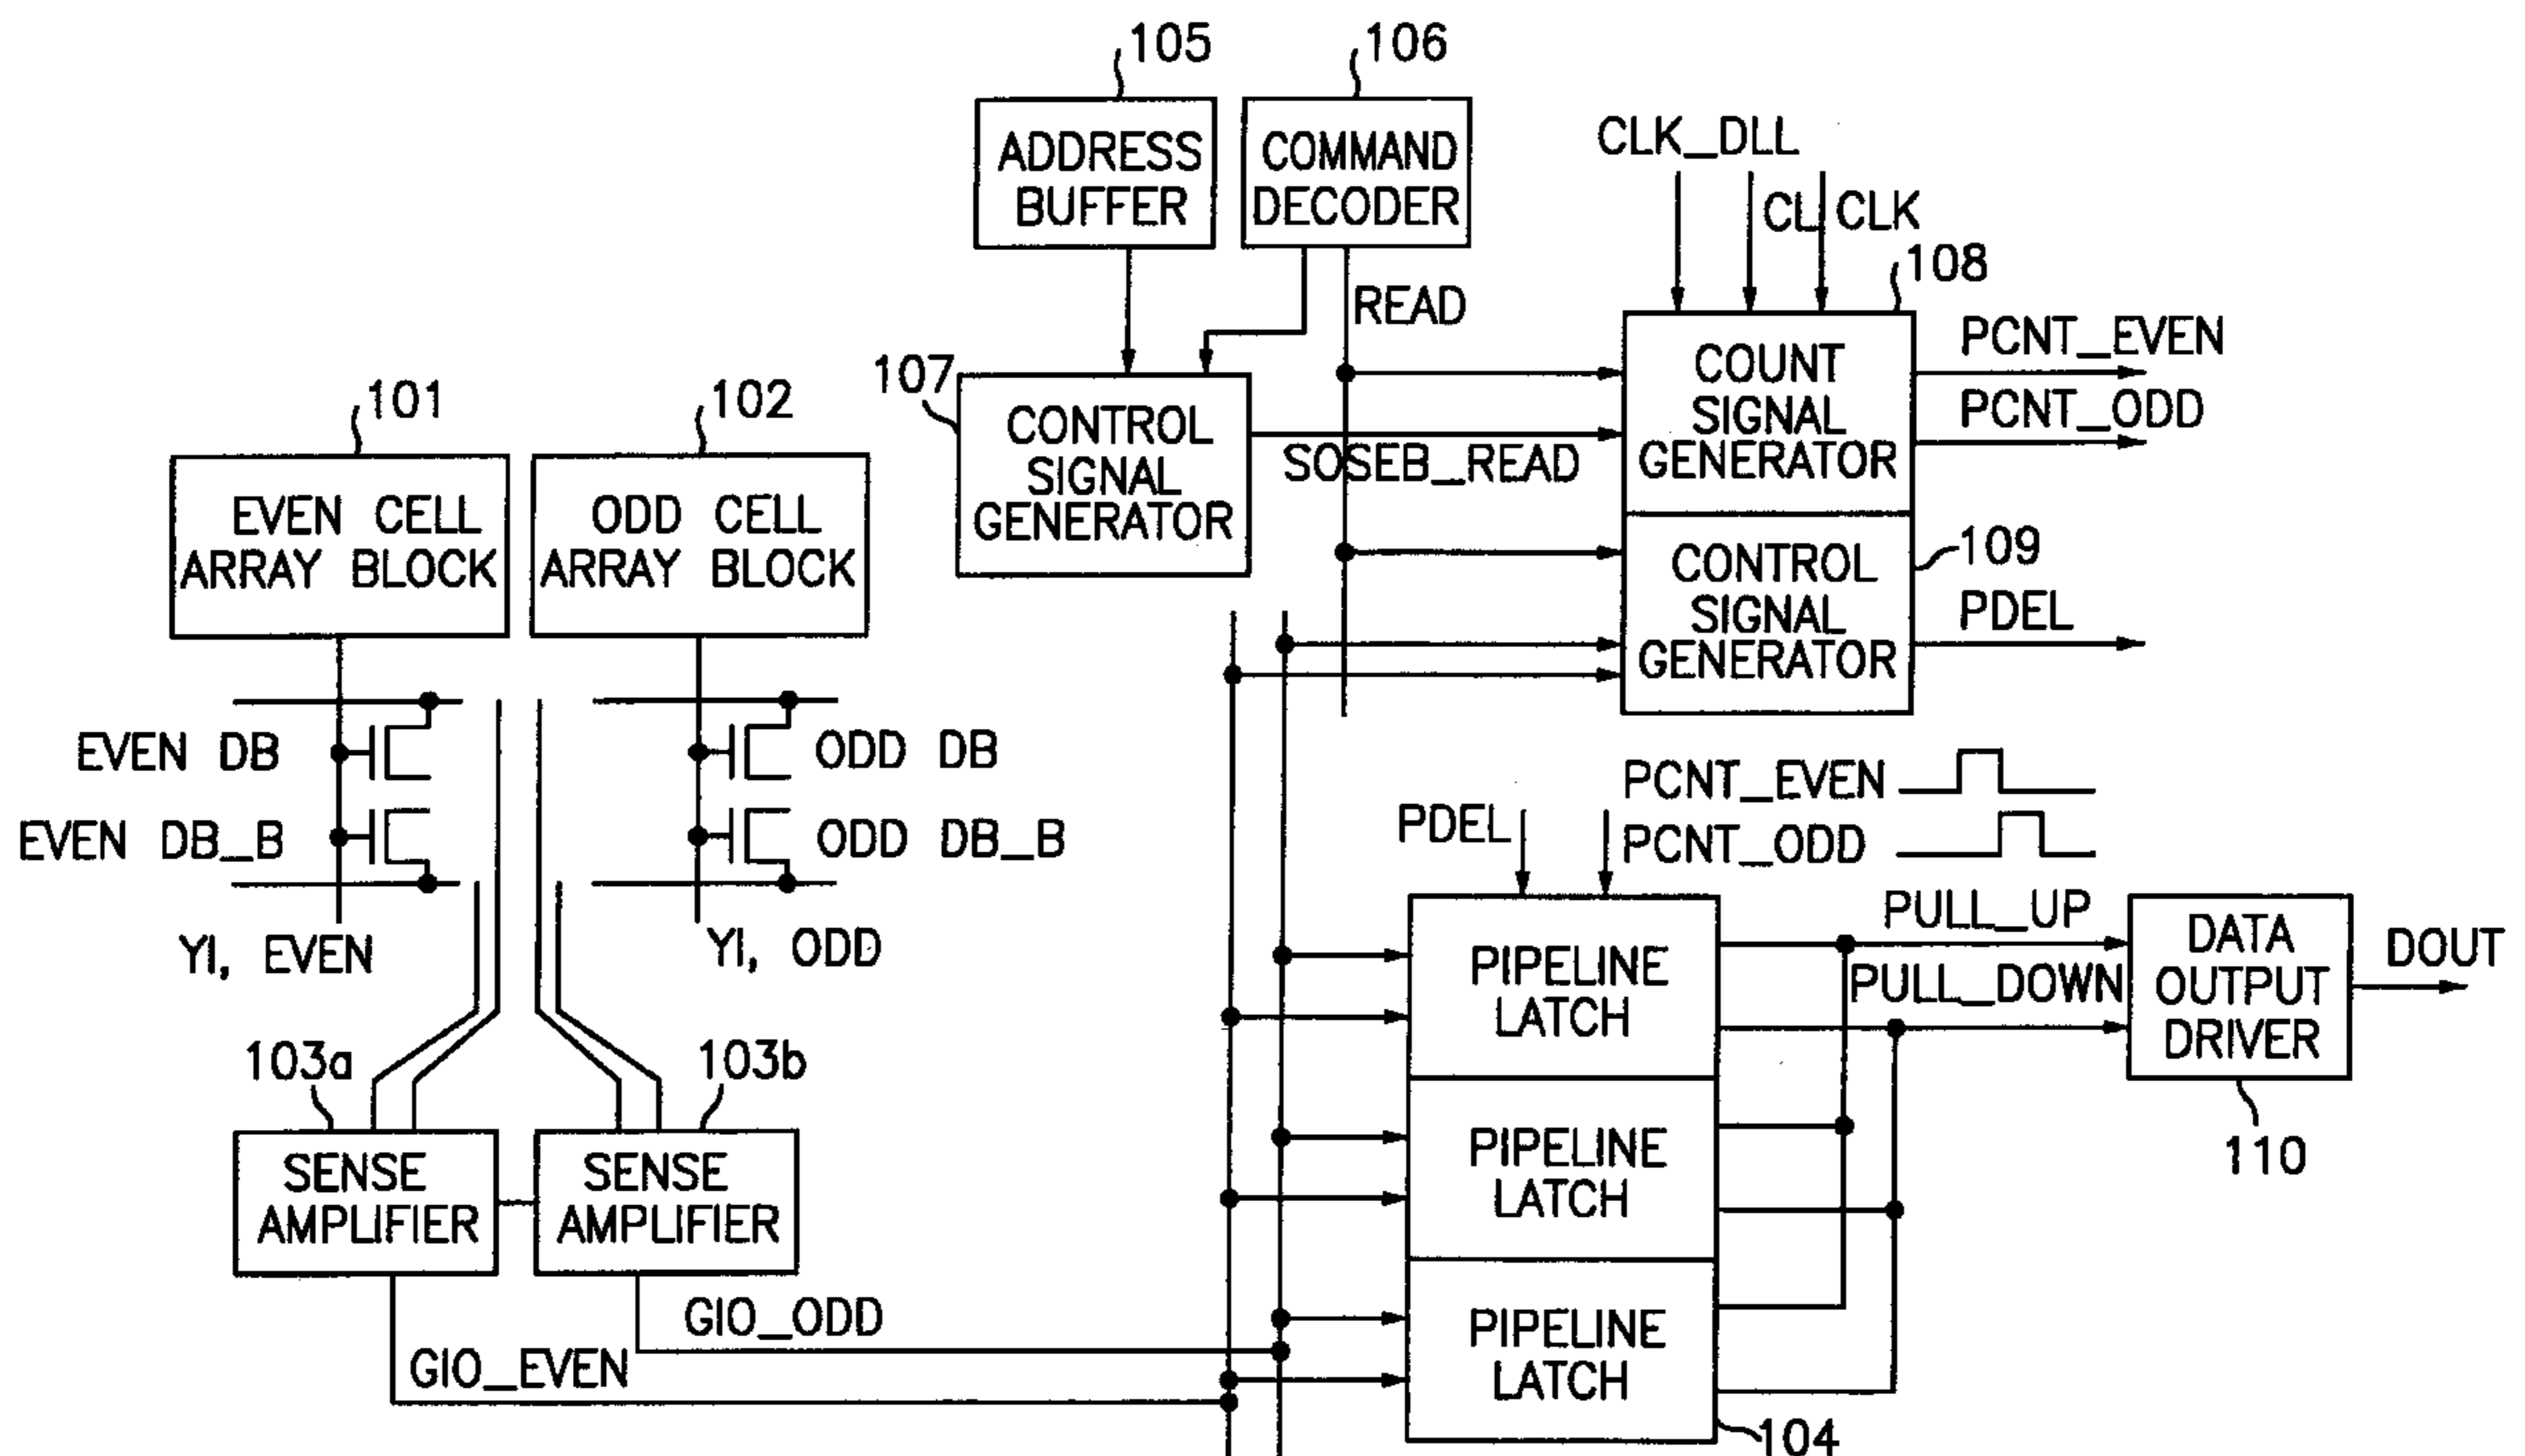 105
106
ADDRESS
BUFFER
COMMAND
DECODER
CLK_DLL
CL
CLK
108
READ
107
CONTROL
SIGNAL
GENERATOR
SOSEB_READ
COUNT
SIGNAL
GENERATOR
PCNT_EVEN
PCNT_ODD
109
CONTROL
SIGNAL
GENERATOR
PDEL
101
102
EVEN CELL
ARRAY BLOCK
ODD CELL
ARRAY BLOCK
EVEN DB
EVEN DB_B
ODD DB
ODD DB_B
YI, EVEN
YI, ODD
103a
103b
SENSE
AMPLIFIER
SENSE
AMPLIFIER
GIO_ODD
GIO_EVEN
PDEL
PCNT_EVEN
PCNT_ODD
PIPELINE
LATCH
PIPELINE
LATCH
PIPELINE
LATCH
104
PULL_UP
PULL_DOWN
DATA
OUTPUT
DRIVER
DOUT
110